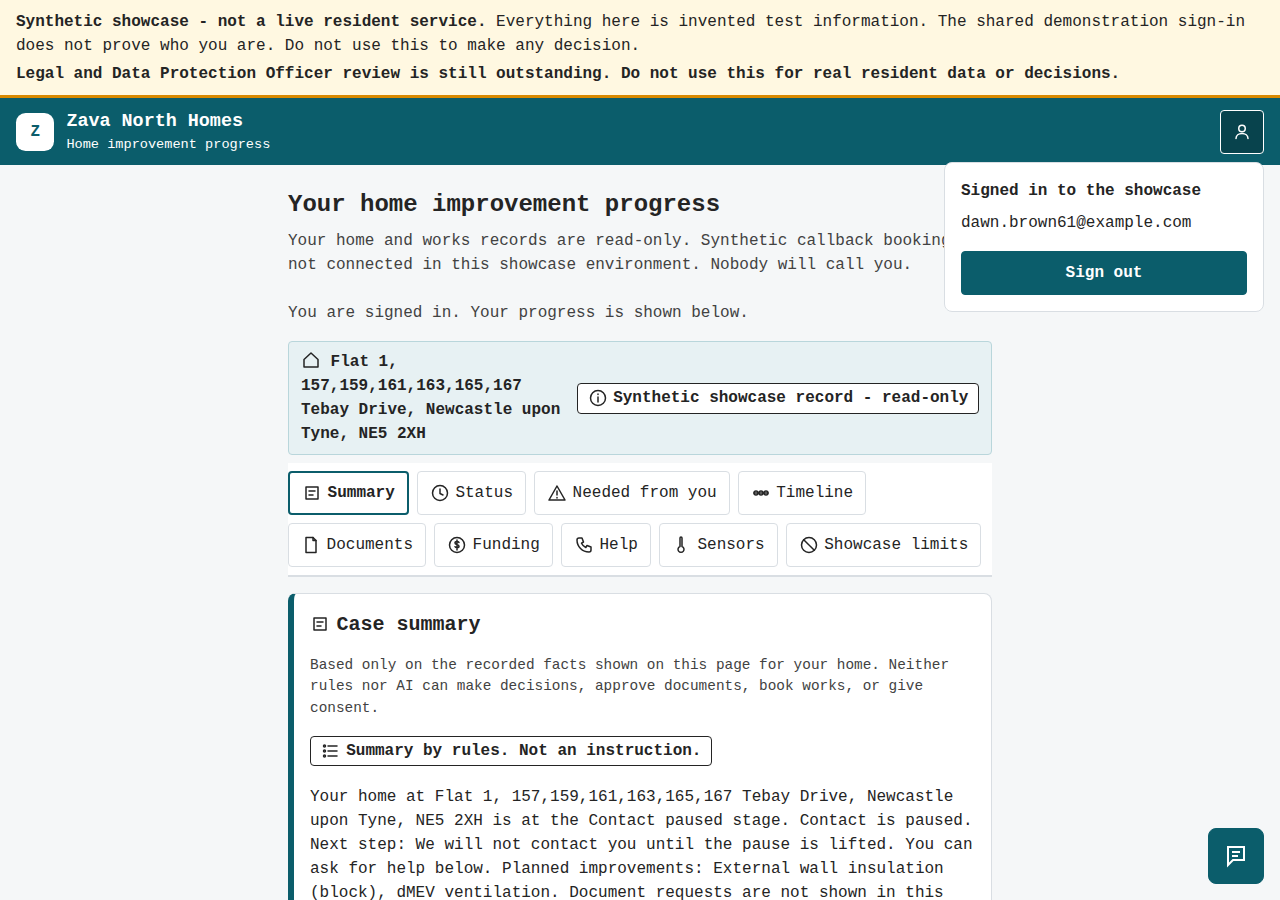 Synthetic showcase - not a live resident service. Everything here is invented test information. The shared demonstration sign-in
does not prove who you are. Do not use this to make any decision.
Legal and Data Protection Officer review is still outstanding. Do not use this for real resident data or decisions.
Z
Zava North Homes
Home improvement progress
Signed in to the showcase
dawn.brown61@example.com
Sign out
Your home improvement progress
Your home and works records are read-only. Synthetic callback booking
not connected in this showcase environment. Nobody will call you.
You are signed in. Your progress is shown below.
Flat 1,
157,159,161,163,165,167
Tebay Drive, Newcastle upon
Tyne, NE5 2XH
Synthetic showcase record - read-only
Summary
Status
Needed from you
Timeline
Documents
Funding
Help
Sensors
Showcase limits
Case summary
Based only on the recorded facts shown on this page for your home. Neither
rules nor AI can make decisions, approve documents, book works, or give
consent.
Summary by rules. Not an instruction.
Your home at Flat 1, 157,159,161,163,165,167 Tebay Drive, Newcastle
upon Tyne, NE5 2XH is at the Contact paused stage. Contact is paused.
Next step: We will not contact you until the pause is lifted. You can
ask for help below. Planned improvements: External wall insulation
(block), dMEV ventilation. Document requests are not shown in this